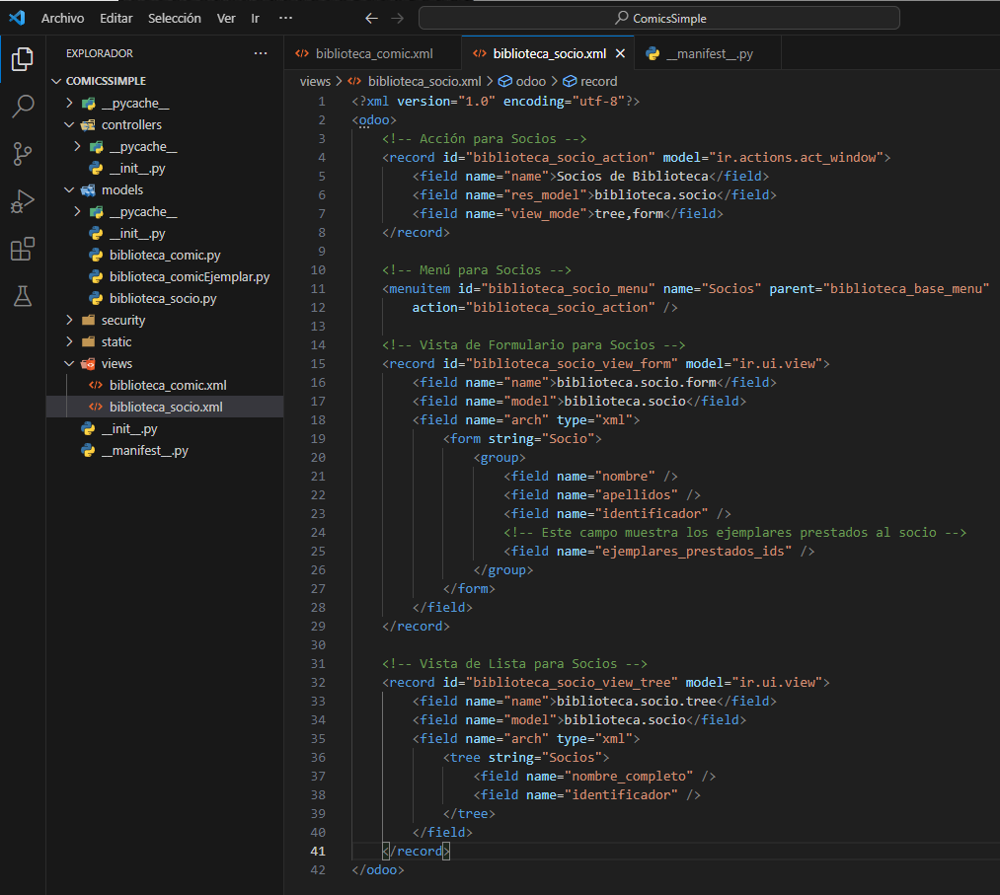 Archivo Editar Selección Ver Ir ··· ComicsSimple
EXPLORADOR ···
COMICSSIMPLE
__pycache__
controllers
__pycache__
__init__.py
models
__pycache__
__init__.py
biblioteca_comic.py
biblioteca_comicEjemplar.py
biblioteca_socio.py
security
static
views
biblioteca_comic.xml
biblioteca_socio.xml
__init__.py
__manifest__.py
biblioteca_comic.xml biblioteca_socio.xml __manifest__.py
views > biblioteca_socio.xml > odoo > record
1 <?xml version="1.0" encoding="utf-8"?>
2 <odoo>
3 <!-- Acción para Socios -->
4 <record id="biblioteca_socio_action" model="ir.actions.act_window">
5 <field name="name">Socios de Biblioteca</field>
6 <field name="res_model">biblioteca.socio</field>
7 <field name="view_mode">tree,form</field>
8 </record>
9
10 <!-- Menú para Socios -->
11 <menuitem id="biblioteca_socio_menu" name="Socios" parent="biblioteca_base_menu"
12 action="biblioteca_socio_action" />
13
14 <!-- Vista de Formulario para Socios -->
15 <record id="biblioteca_socio_view_form" model="ir.ui.view">
16 <field name="name">biblioteca.socio.form</field>
17 <field name="model">biblioteca.socio</field>
18 <field name="arch" type="xml">
19 <form string="Socio">
20 <group>
21 <field name="nombre" />
22 <field name="apellidos" />
23 <field name="identificador" />
24 <!-- Este campo muestra los ejemplares prestados al socio -->
25 <field name="ejemplares_prestados_ids" />
26 </group>
27 </form>
28 </field>
29 </record>
30
31 <!-- Vista de Lista para Socios -->
32 <record id="biblioteca_socio_view_tree" model="ir.ui.view">
33 <field name="name">biblioteca.socio.tree</field>
34 <field name="model">biblioteca.socio</field>
35 <field name="arch" type="xml">
36 <tree string="Socios">
37 <field name="nombre_completo" />
38 <field name="identificador" />
39 </tree>
40 </field>
41 </record>
42 </odoo>